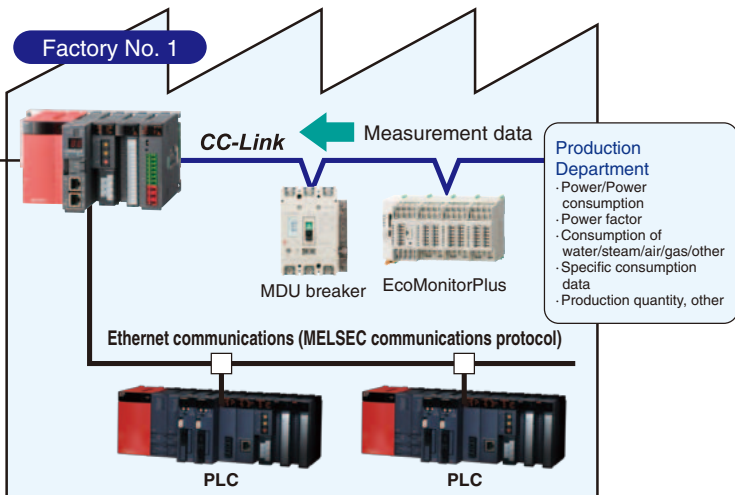 Factory No. 1
CC-Link
Measurement data
Production
Department
·Power/Power
consumption
·Power factor
·Consumption of
water/steam/air/gas/other
·Specific consumption
data
·Production quantity, other
MDU breaker
EcoMonitorPlus
Ethernet communications (MELSEC communications protocol)
PLC
PLC